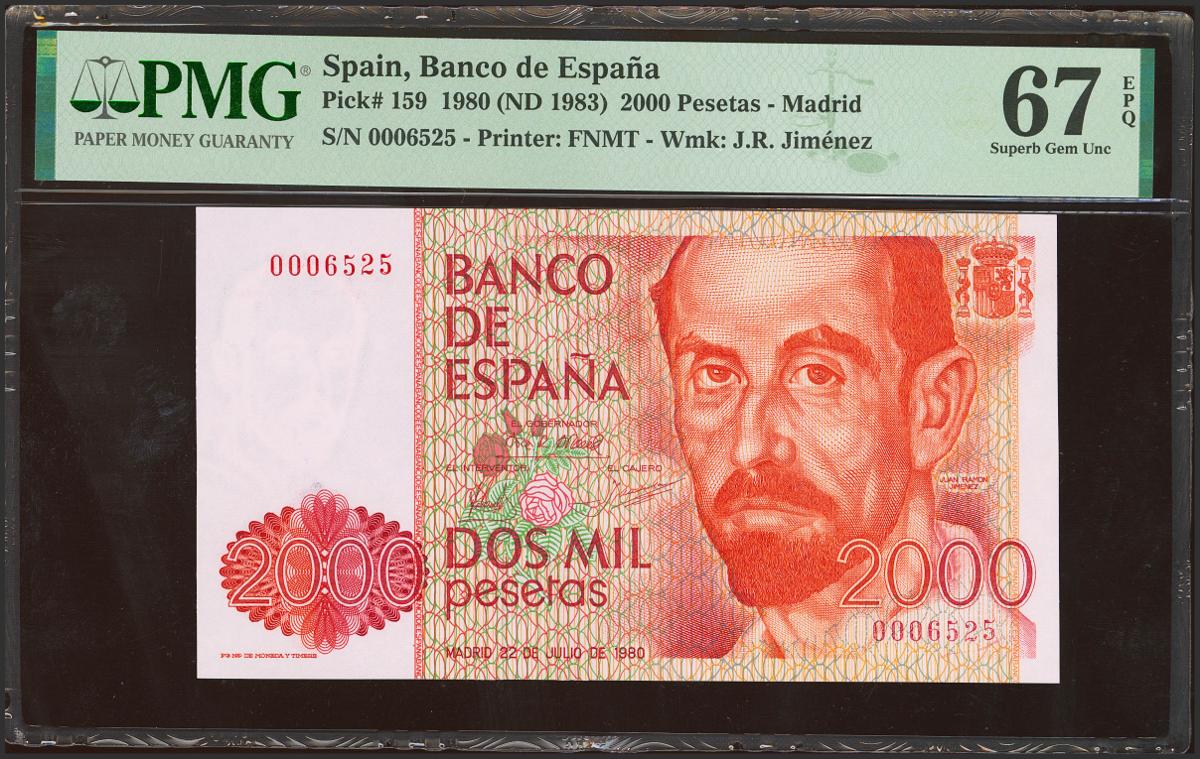 PMG®
PAPER MONEY GUARANTY
Spain, Banco de España
Pick# 159 1980 (ND 1983) 2000 Pesetas - Madrid
S/N 0006525 - Printer: FNMT - Wmk: J.R. Jiménez
67
EPQ
Superb Gem Unc
0006525
BANCO
DE
ESPAÑA
EL GOBERNADOR
EL INTERVENTOR
EL CAJERO
JUAN RAMON
JIMENEZ
2000
DOS MIL
pesetas
2000
0006525
MADRID 22 DE JULIO DE 1980